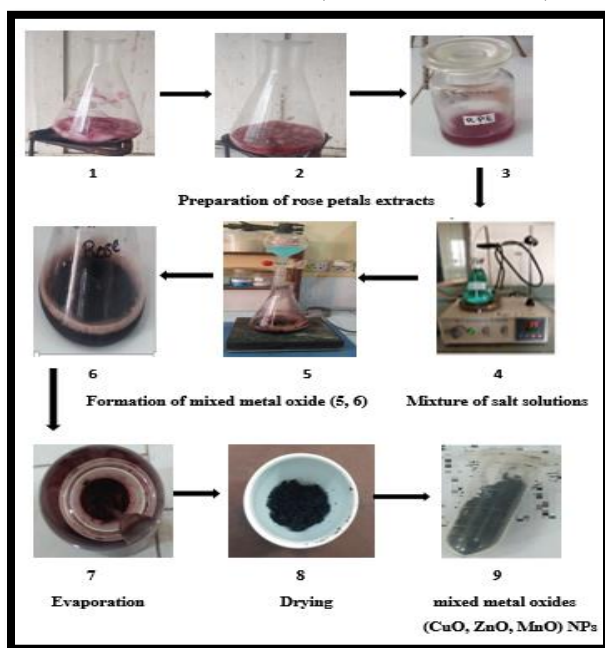 1
2
3
R.P.E
Preparation of rose petals extracts
Rose
6
5
4
Formation of mixed metal oxide (5, 6)
Mixture of salt solutions
7
8
9
Evaporation
Drying
mixed metal oxides
(CuO, ZnO, MnO) NPs